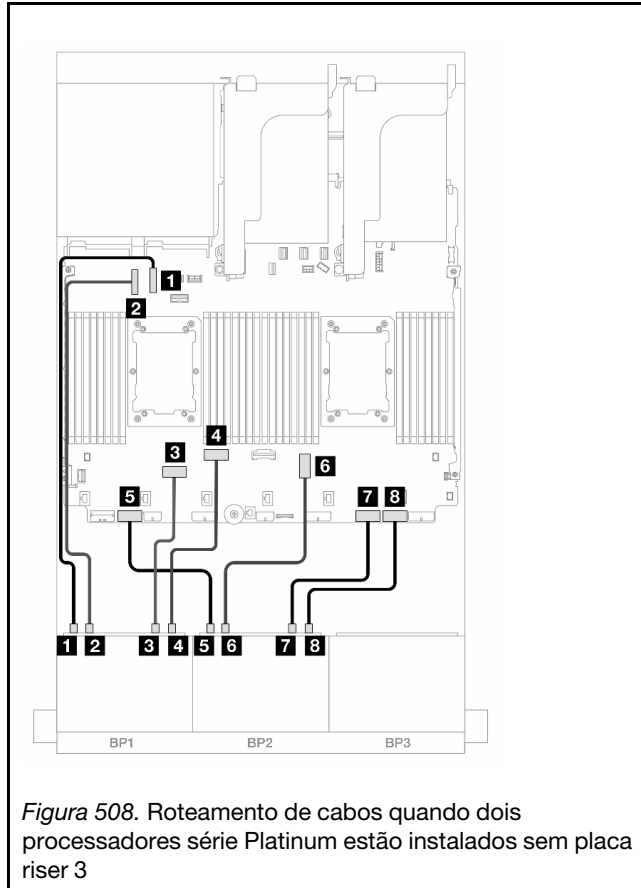 1
2
3
4
5
6
7
8
1
2
3
4
5
6
7
8
BP1
BP2
BP3
Figura 508. Roteamento de cabos quando dois
processadores série Platinum estão instalados sem placa
riser 3